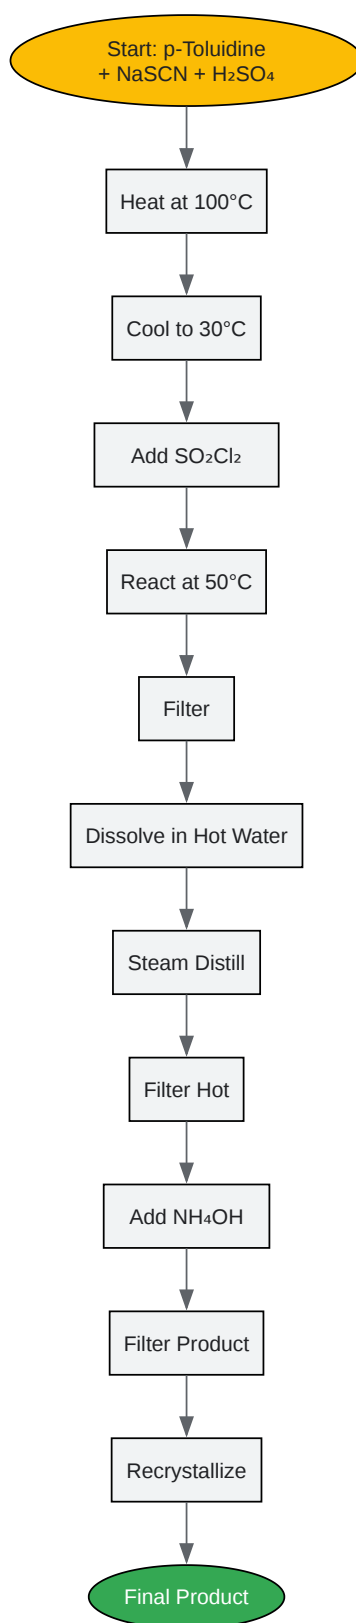 Start: p-Toluidine
+ NaSCN + H₂SO₄
Heat at 100°C
Cool to 30°C
Add SO₂Cl₂
React at 50°C
Filter
Dissolve in Hot Water
Steam Distill
Filter Hot
Add NH₄OH
Filter Product
Recrystallize
Final Product